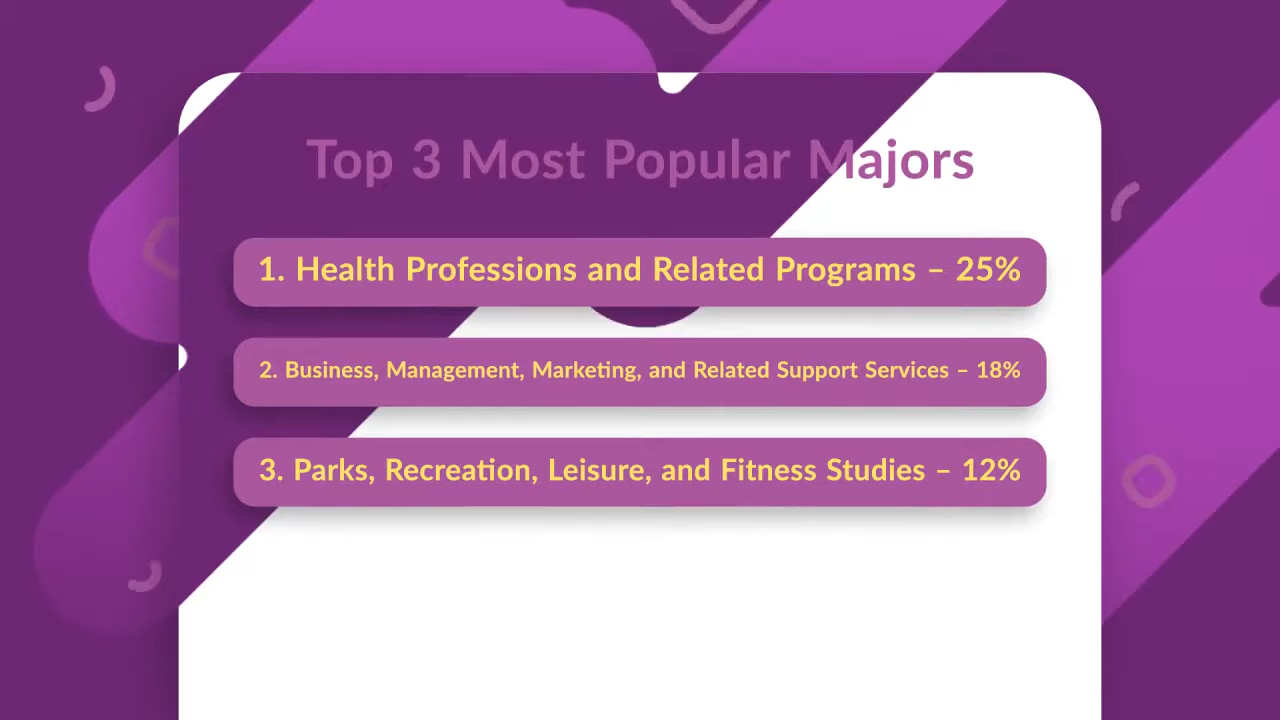 Top 3 Most Popular Majors
1. Health Professions and Related Programs – 25%
2. Business, Management, Marketing, and Related Support Services – 18%
3. Parks, Recreation, Leisure, and Fitness Studies – 12%